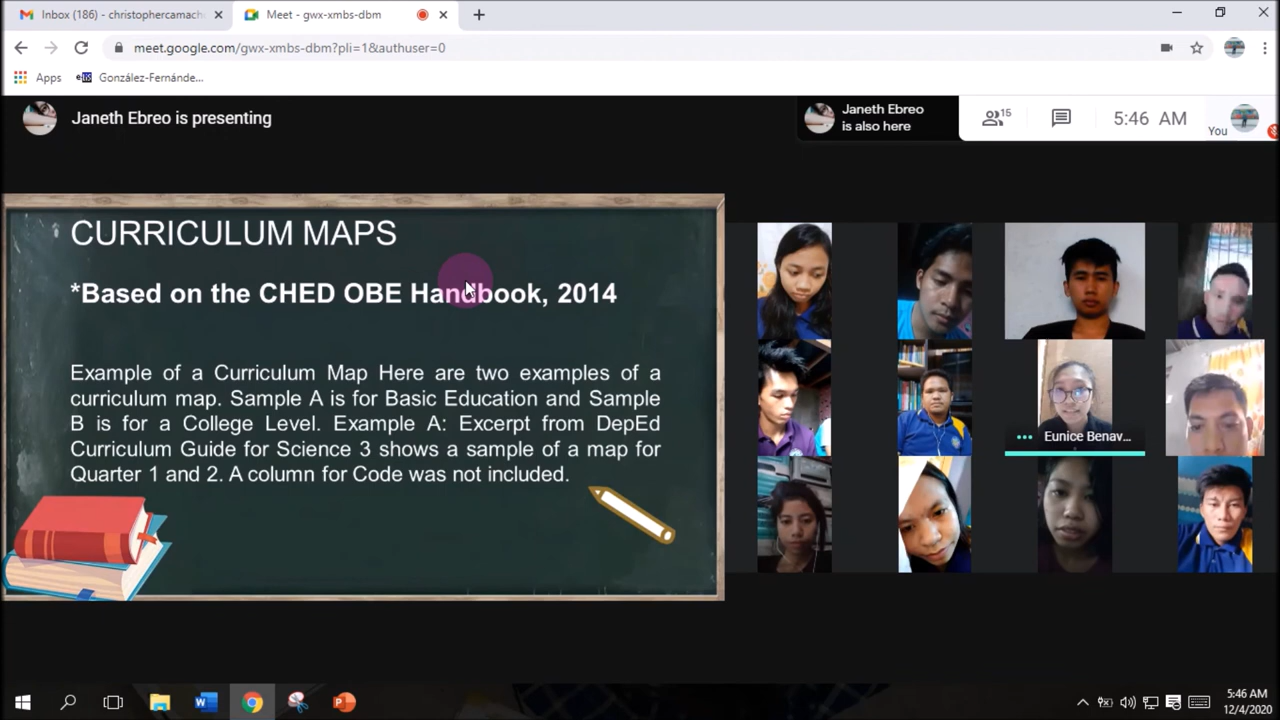 Inbox (186) - christophercamach
Meet - gwx-xmbs-dbm
meet.google.com/gwx-xmbs-dbm?pli=1&authuser=0
Apps
González-Fernánde...
Janeth Ebreo is presenting
Janeth Ebreo
is also here
15
5:46 AM
You
CURRICULUM MAPS
*Based on the CHED OBE Handbook, 2014
Example of a Curriculum Map Here are two examples of a
curriculum map. Sample A is for Basic Education and Sample
B is for a College Level. Example A: Excerpt from DepEd
Curriculum Guide for Science 3 shows a sample of a map for
Quarter 1 and 2. A column for Code was not included.
Eunice Benav...
5:46 AM
12/4/2020